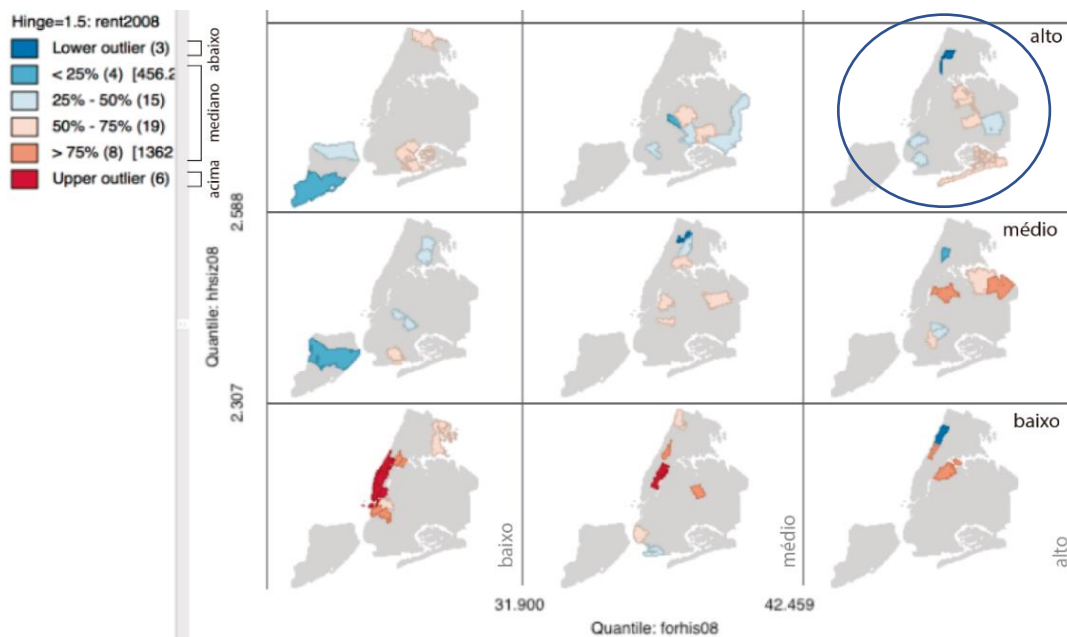 Hinge=1.5: rent2008
Lower outlier (3)
< 25% (4) [456.2
25% - 50% (15)
50% - 75% (19)
> 75% (8) [1362
Upper outlier (6)
abaixo
mediano
acima
alto
médio
baixo
2.588
Quantile: hhsiz08
2.307
baixo
médio
alto
31.900
42.459
Quantile: forhis08